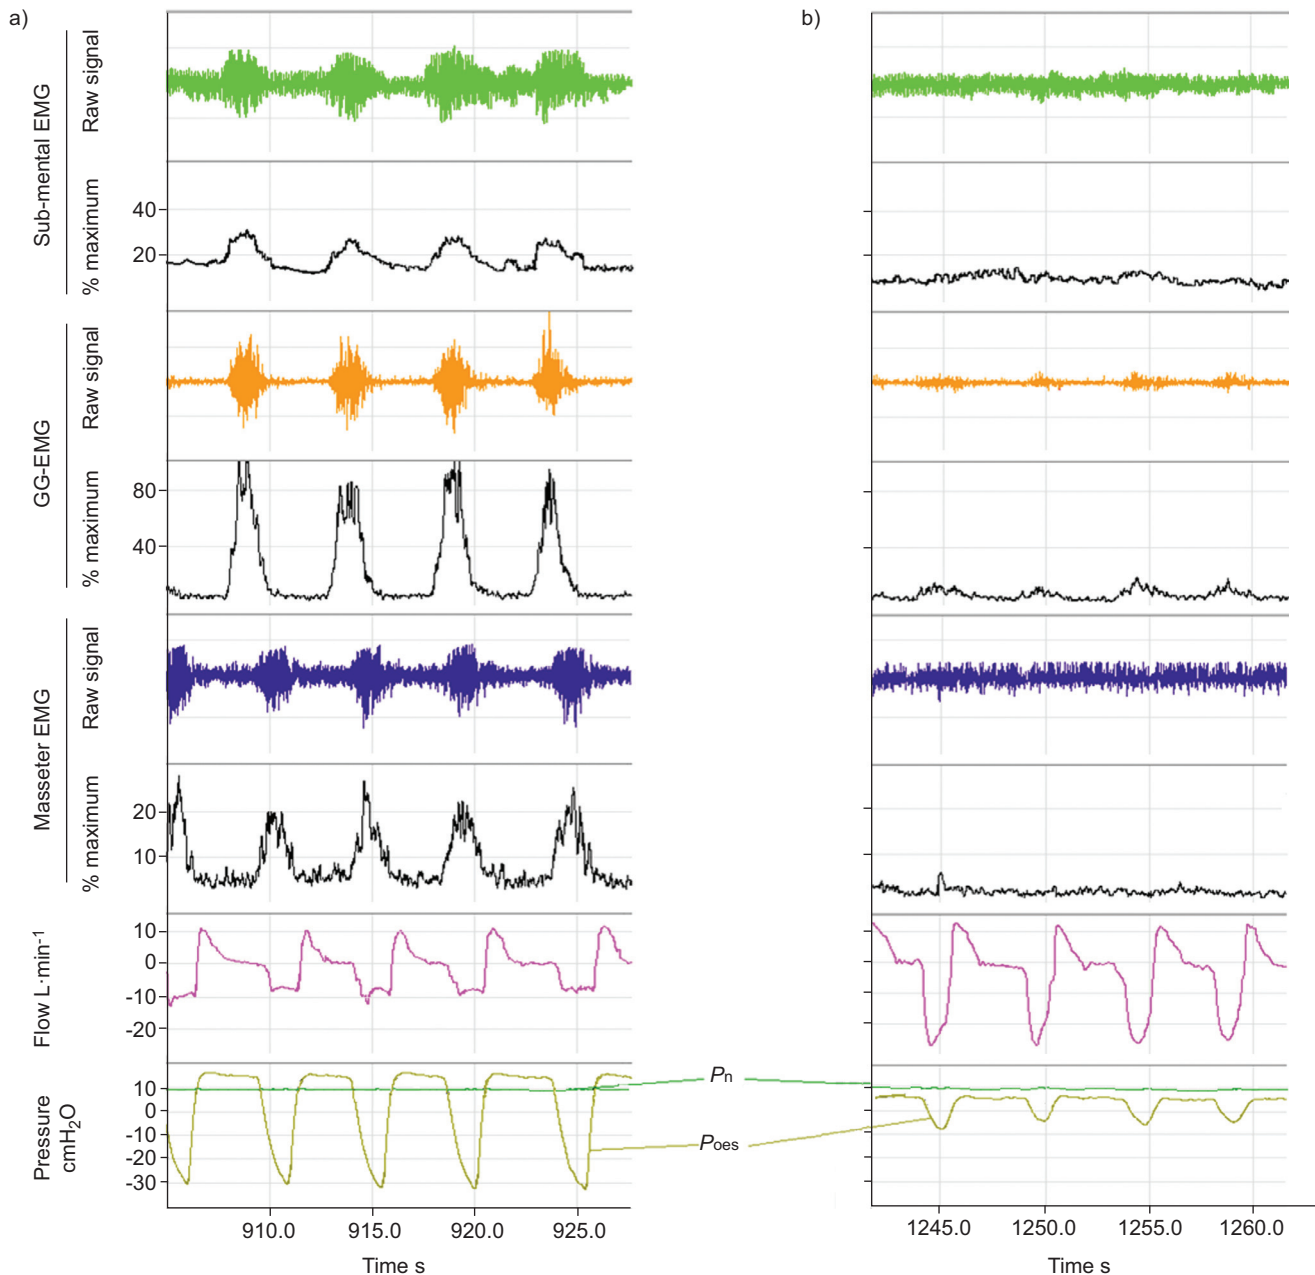 a)
b)
Sub-mental EMG
Raw signal
% maximum
40
20
GG-EMG
Raw signal
% maximum
80
40
Masseter EMG
Raw signal
% maximum
20
10
Flow L·min⁻¹
10
0
-10
-20
Pressure
cmH₂O
10
0
-10
-20
-30
Pn
Poes
910.0 915.0 920.0 925.0
Time s
1245.0 1250.0 1255.0 1260.0
Time s